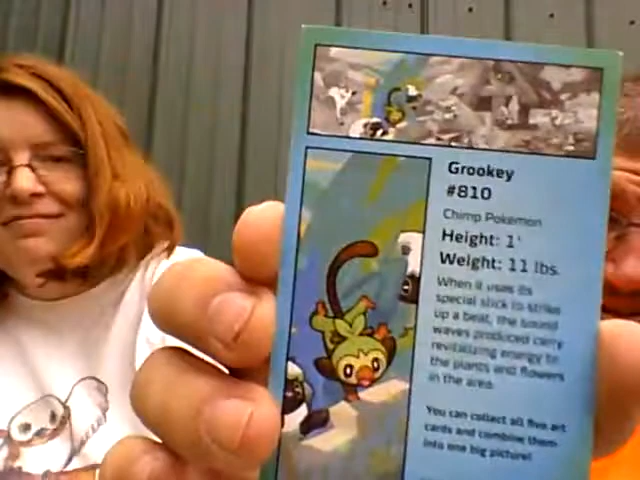 Grookey
#810
Chimp Pokemon
Height: 1'
Weight: 11 lbs.
When it uses its
special stick to strike
up a beat, the sound
waves produced carry
revitalizing energy to
the plants and flowers
in the area.
You can collect all five art
cards and combine them
into one big picture!